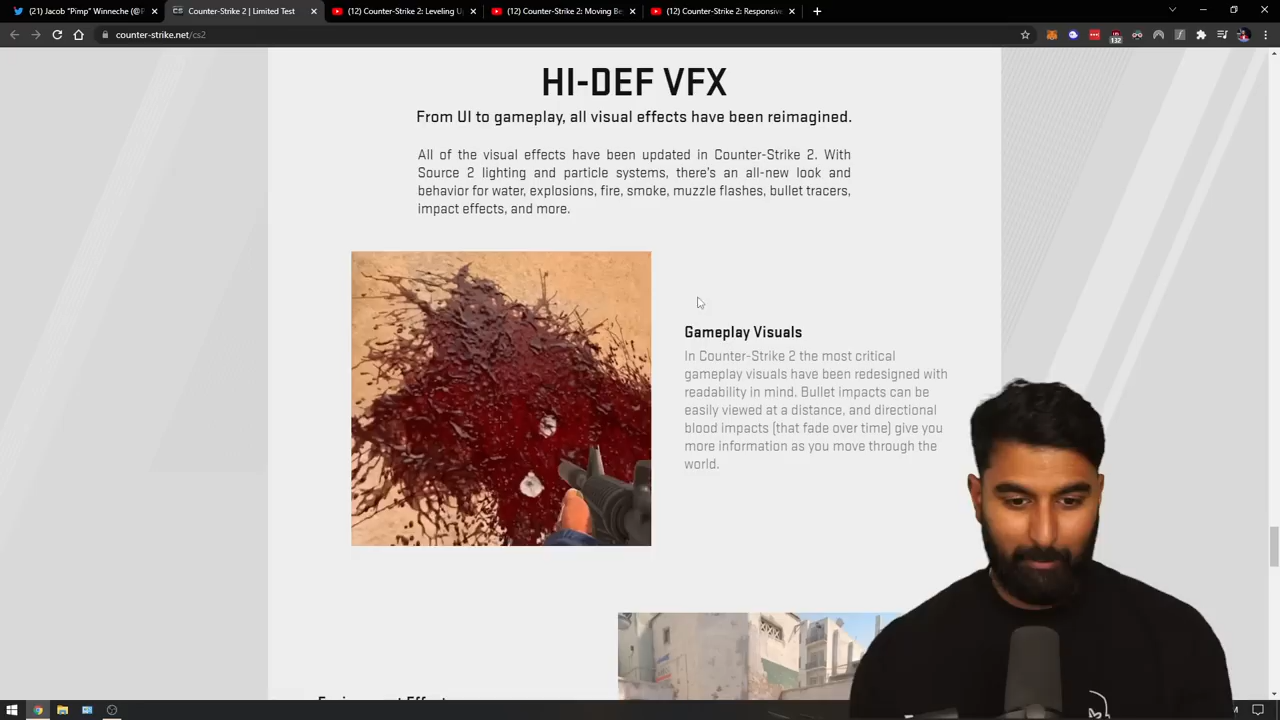 (21) Jacob "Pimp" Winneche (@P
Counter-Strike 2 | Limited Test
(12) Counter-Strike 2: Leveling U
(12) Counter-Strike 2: Moving Be
(12) Counter-Strike 2: Responsive
counter-strike.net/cs2
132
HI-DEF VFX
From UI to gameplay, all visual effects have been reimagined.
All of the visual effects have been updated in Counter-Strike 2. With
Source 2 lighting and particle systems, there's an all-new look and
behavior for water, explosions, fire, smoke, muzzle flashes, bullet tracers,
impact effects, and more.
Gameplay Visuals
In Counter-Strike 2 the most critical
gameplay visuals have been redesigned with
readability in mind. Bullet impacts can be
easily viewed at a distance, and directional
blood impacts (that fade over time) give you
more information as you move through the
world.